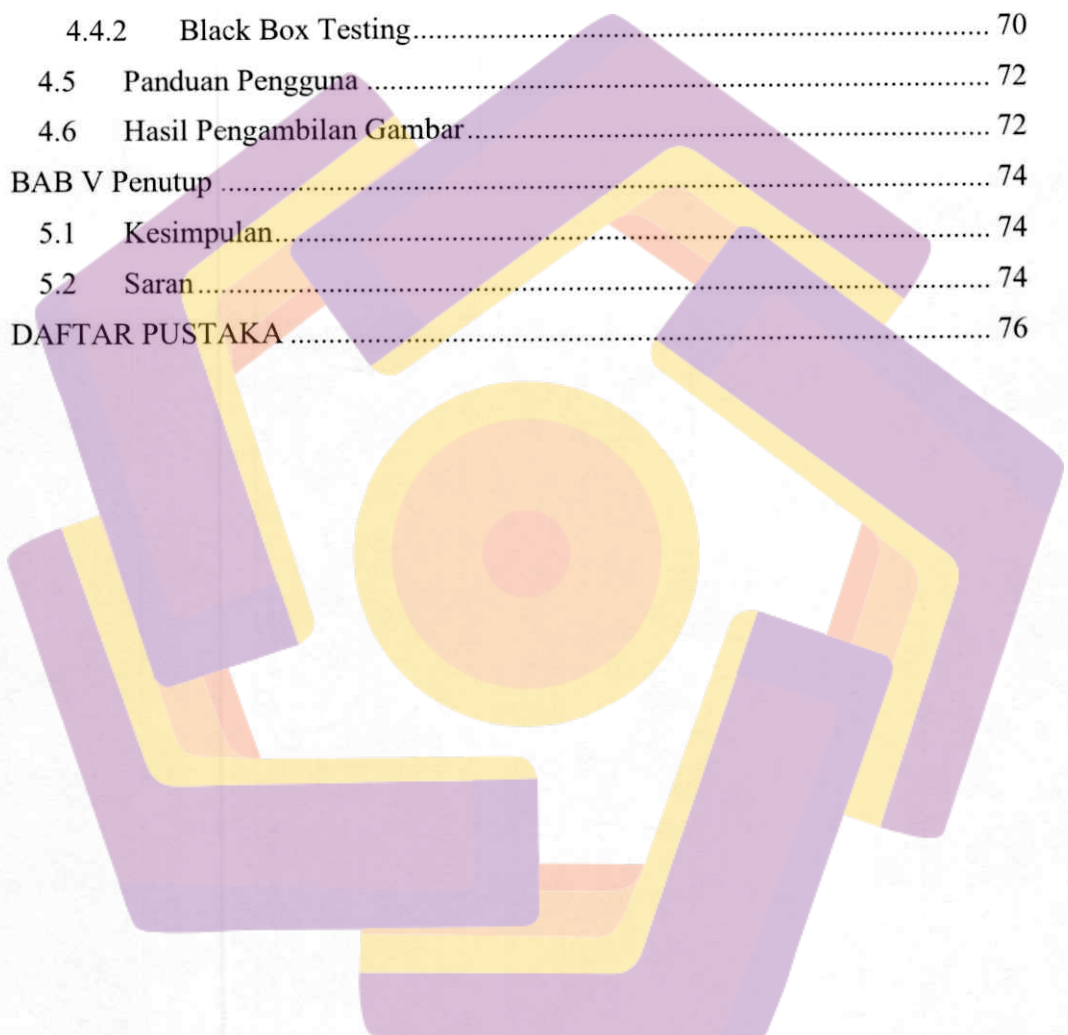 4.4.2 Black Box Testing.......................................................................... 70
4.5 Panduan Pengguna ................................................................................ 72
4.6 Hasil Pengambilan Gambar................................................................... 72
BAB V Penutup ................................................................................................... 74
5.1 Kesimpulan............................................................................................ 74
5.2 Saran...................................................................................................... 74
DAFTAR PUSTAKA .......................................................................................... 76